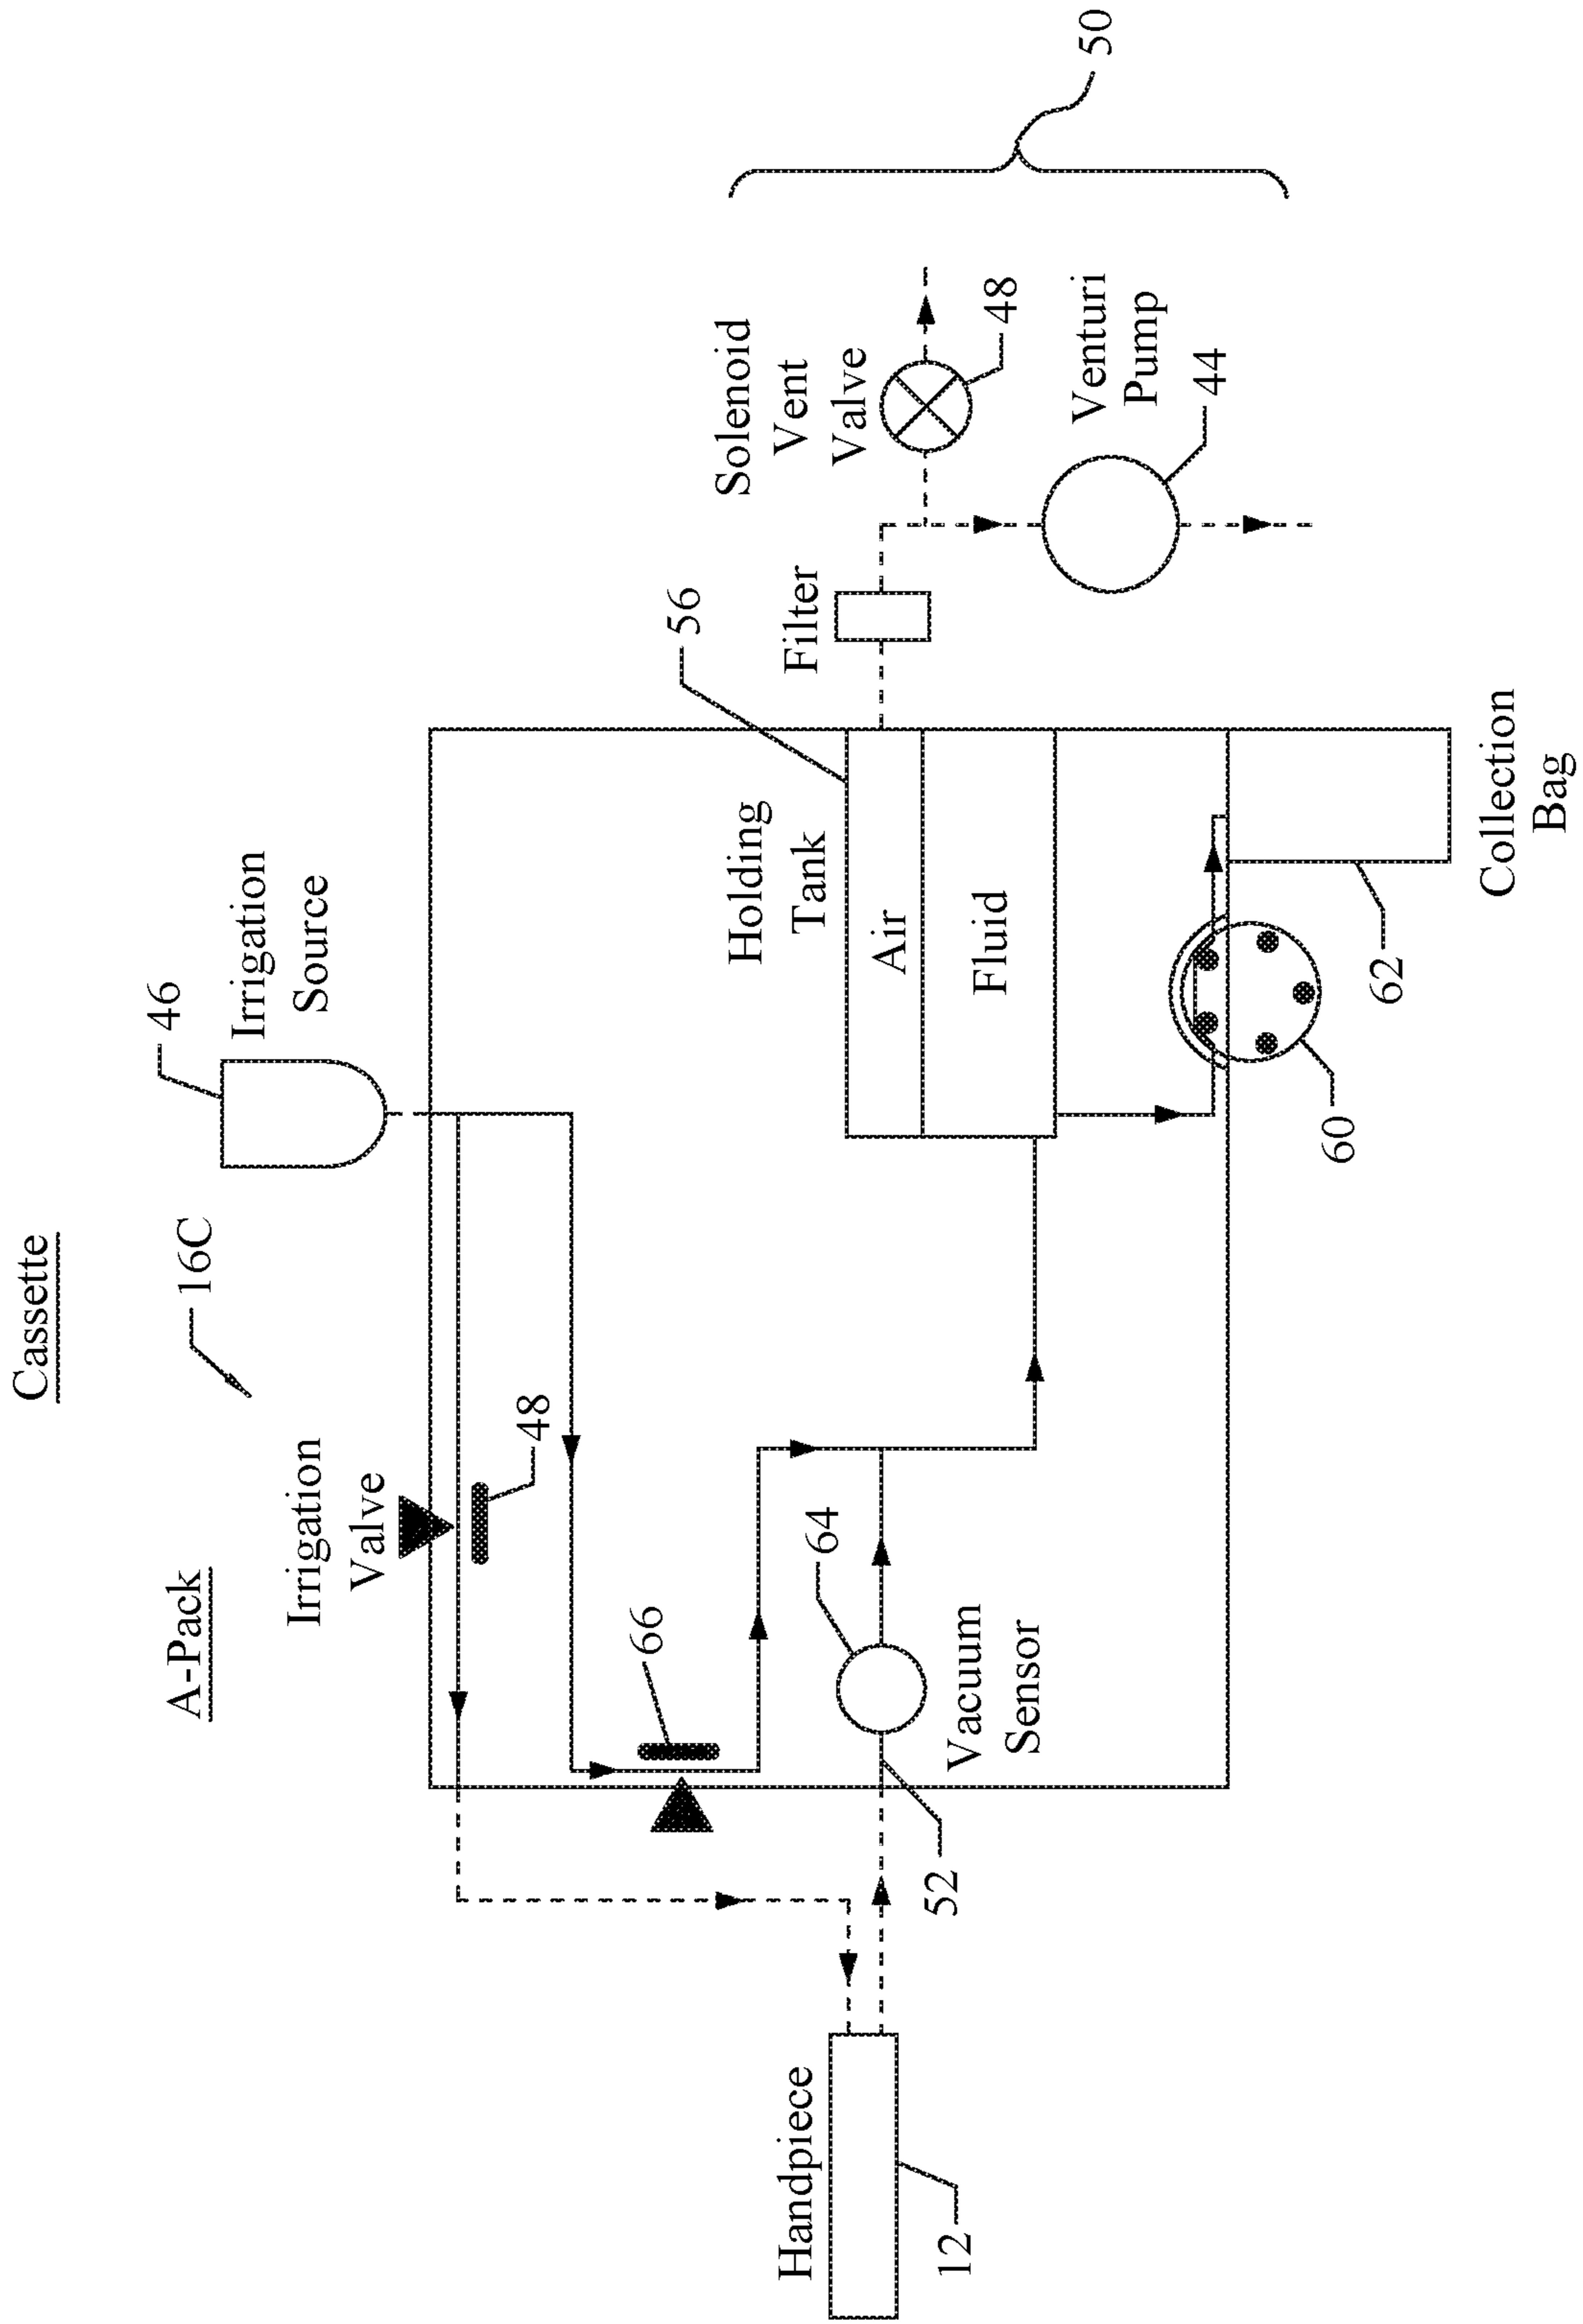 Cassette
A-Pack
16C
46
Irrigation
Source
Irrigation
Valve
48
66
Holding
Tank
56
Air
Fluid
Filter
Solenoid
Vent
Valve
48
Venturi
Pump
44
50
Handpiece
12
52
64
Vacuum
Sensor
60
62
Collection
Bag